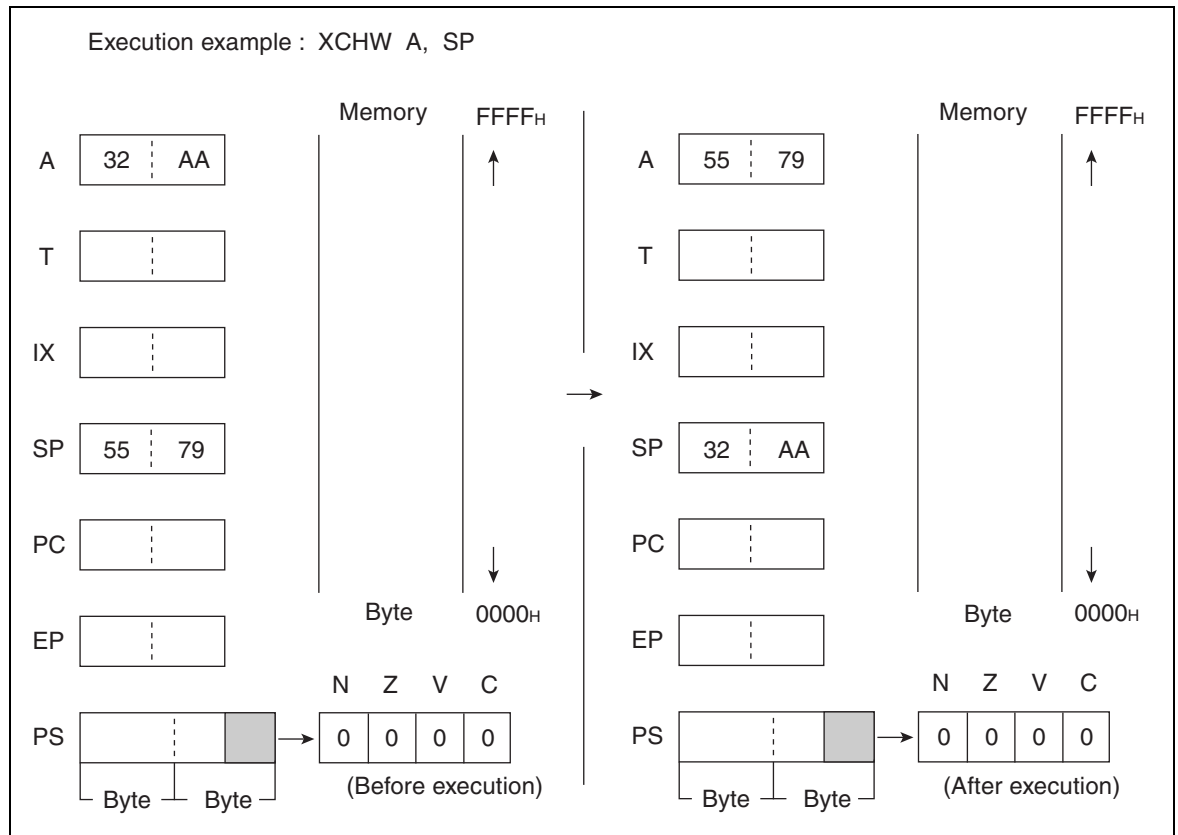 Execution example : XCHW A, SP
Memory FFFFH
A 32 AA
T
IX
SP 55 79
PC
Byte 0000H
EP
N Z V C
PS 0 0 0 0
Byte Byte (Before execution)
Memory FFFFH
A 55 79
T
IX
SP 32 AA
PC
Byte 0000H
EP
N Z V C
PS 0 0 0 0
Byte Byte (After execution)